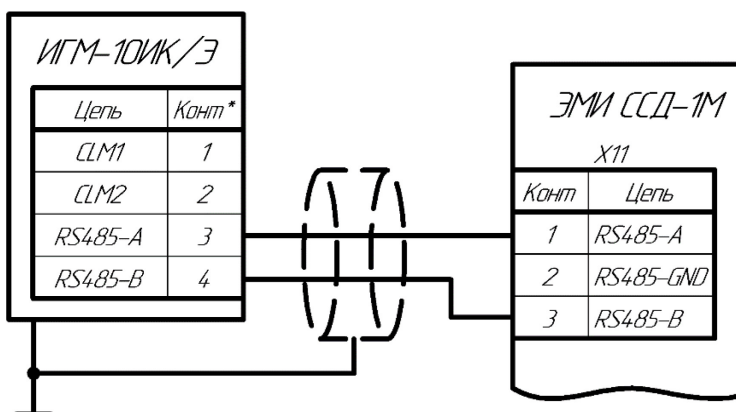 ИГМ-10ИК/Э
Цепь Конт*
CLM1 1
CLM2 2
RS485-A 3
RS485-B 4
ЭМИ ССД-1М
X11
Конт Цепь
1 RS485-A
2 RS485-GND
3 RS485-B